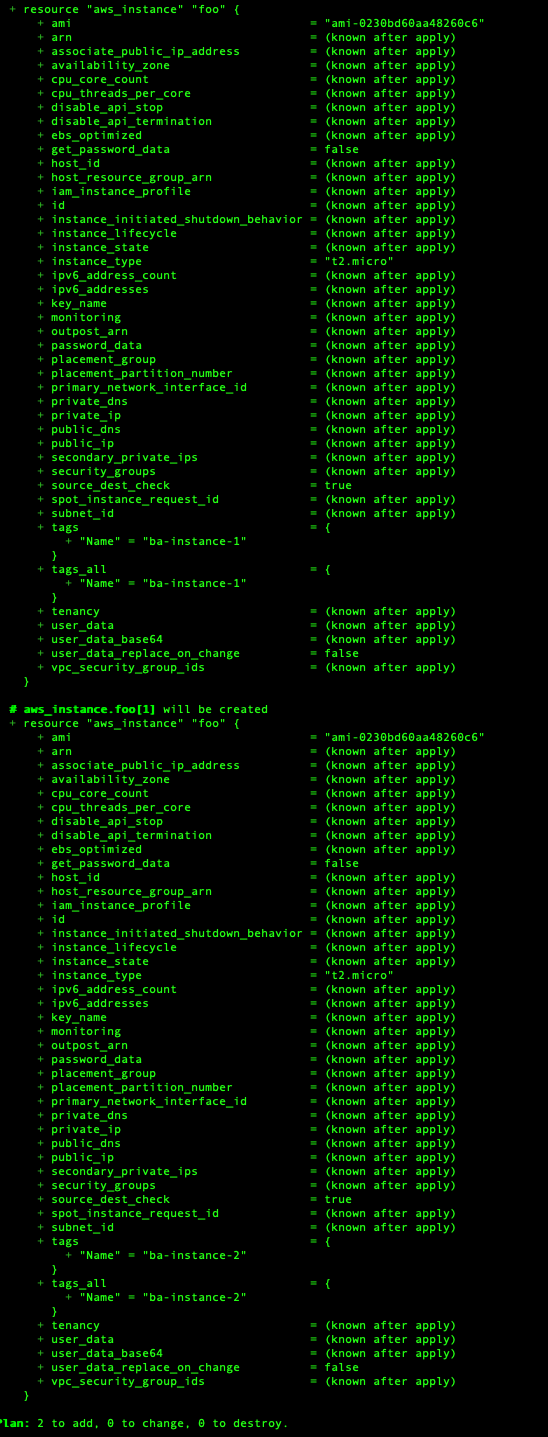 + resource "aws_instance" "foo" {
+ ami = "ami-0230bd60aa48260c6"
+ arn = (known after apply)
+ associate_public_ip_address = (known after apply)
+ availability_zone = (known after apply)
+ cpu_core_count = (known after apply)
+ cpu_threads_per_core = (known after apply)
+ disable_api_stop = (known after apply)
+ disable_api_termination = (known after apply)
+ ebs_optimized = (known after apply)
+ get_password_data = false
+ host_id = (known after apply)
+ host_resource_group_arn = (known after apply)
+ iam_instance_profile = (known after apply)
+ id = (known after apply)
+ instance_initiated_shutdown_behavior = (known after apply)
+ instance_lifecycle = (known after apply)
+ instance_state = (known after apply)
+ instance_type = "t2.micro"
+ ipv6_address_count = (known after apply)
+ ipv6_addresses = (known after apply)
+ key_name = (known after apply)
+ monitoring = (known after apply)
+ outpost_arn = (known after apply)
+ password_data = (known after apply)
+ placement_group = (known after apply)
+ placement_partition_number = (known after apply)
+ primary_network_interface_id = (known after apply)
+ private_dns = (known after apply)
+ private_ip = (known after apply)
+ public_dns = (known after apply)
+ public_ip = (known after apply)
+ secondary_private_ips = (known after apply)
+ security_groups = (known after apply)
+ source_dest_check = true
+ spot_instance_request_id = (known after apply)
+ subnet_id = (known after apply)
+ tags = {
+ "Name" = "ba-instance-1"
}
+ tags_all = {
+ "Name" = "ba-instance-1"
}
+ tenancy = (known after apply)
+ user_data = (known after apply)
+ user_data_base64 = (known after apply)
+ user_data_replace_on_change = false
+ vpc_security_group_ids = (known after apply)
}
# aws_instance.foo[1] will be created
+ resource "aws_instance" "foo" {
+ ami = "ami-0230bd60aa48260c6"
+ arn = (known after apply)
+ associate_public_ip_address = (known after apply)
+ availability_zone = (known after apply)
+ cpu_core_count = (known after apply)
+ cpu_threads_per_core = (known after apply)
+ disable_api_stop = (known after apply)
+ disable_api_termination = (known after apply)
+ ebs_optimized = (known after apply)
+ get_password_data = false
+ host_id = (known after apply)
+ host_resource_group_arn = (known after apply)
+ iam_instance_profile = (known after apply)
+ id = (known after apply)
+ instance_initiated_shutdown_behavior = (known after apply)
+ instance_lifecycle = (known after apply)
+ instance_state = (known after apply)
+ instance_type = "t2.micro"
+ ipv6_address_count = (known after apply)
+ ipv6_addresses = (known after apply)
+ key_name = (known after apply)
+ monitoring = (known after apply)
+ outpost_arn = (known after apply)
+ password_data = (known after apply)
+ placement_group = (known after apply)
+ placement_partition_number = (known after apply)
+ primary_network_interface_id = (known after apply)
+ private_dns = (known after apply)
+ private_ip = (known after apply)
+ public_dns = (known after apply)
+ public_ip = (known after apply)
+ secondary_private_ips = (known after apply)
+ security_groups = (known after apply)
+ source_dest_check = true
+ spot_instance_request_id = (known after apply)
+ subnet_id = (known after apply)
+ tags = {
+ "Name" = "ba-instance-2"
}
+ tags_all = {
+ "Name" = "ba-instance-2"
}
+ tenancy = (known after apply)
+ user_data = (known after apply)
+ user_data_base64 = (known after apply)
+ user_data_replace_on_change = false
+ vpc_security_group_ids = (known after apply)
}
Plan: 2 to add, 0 to change, 0 to destroy.